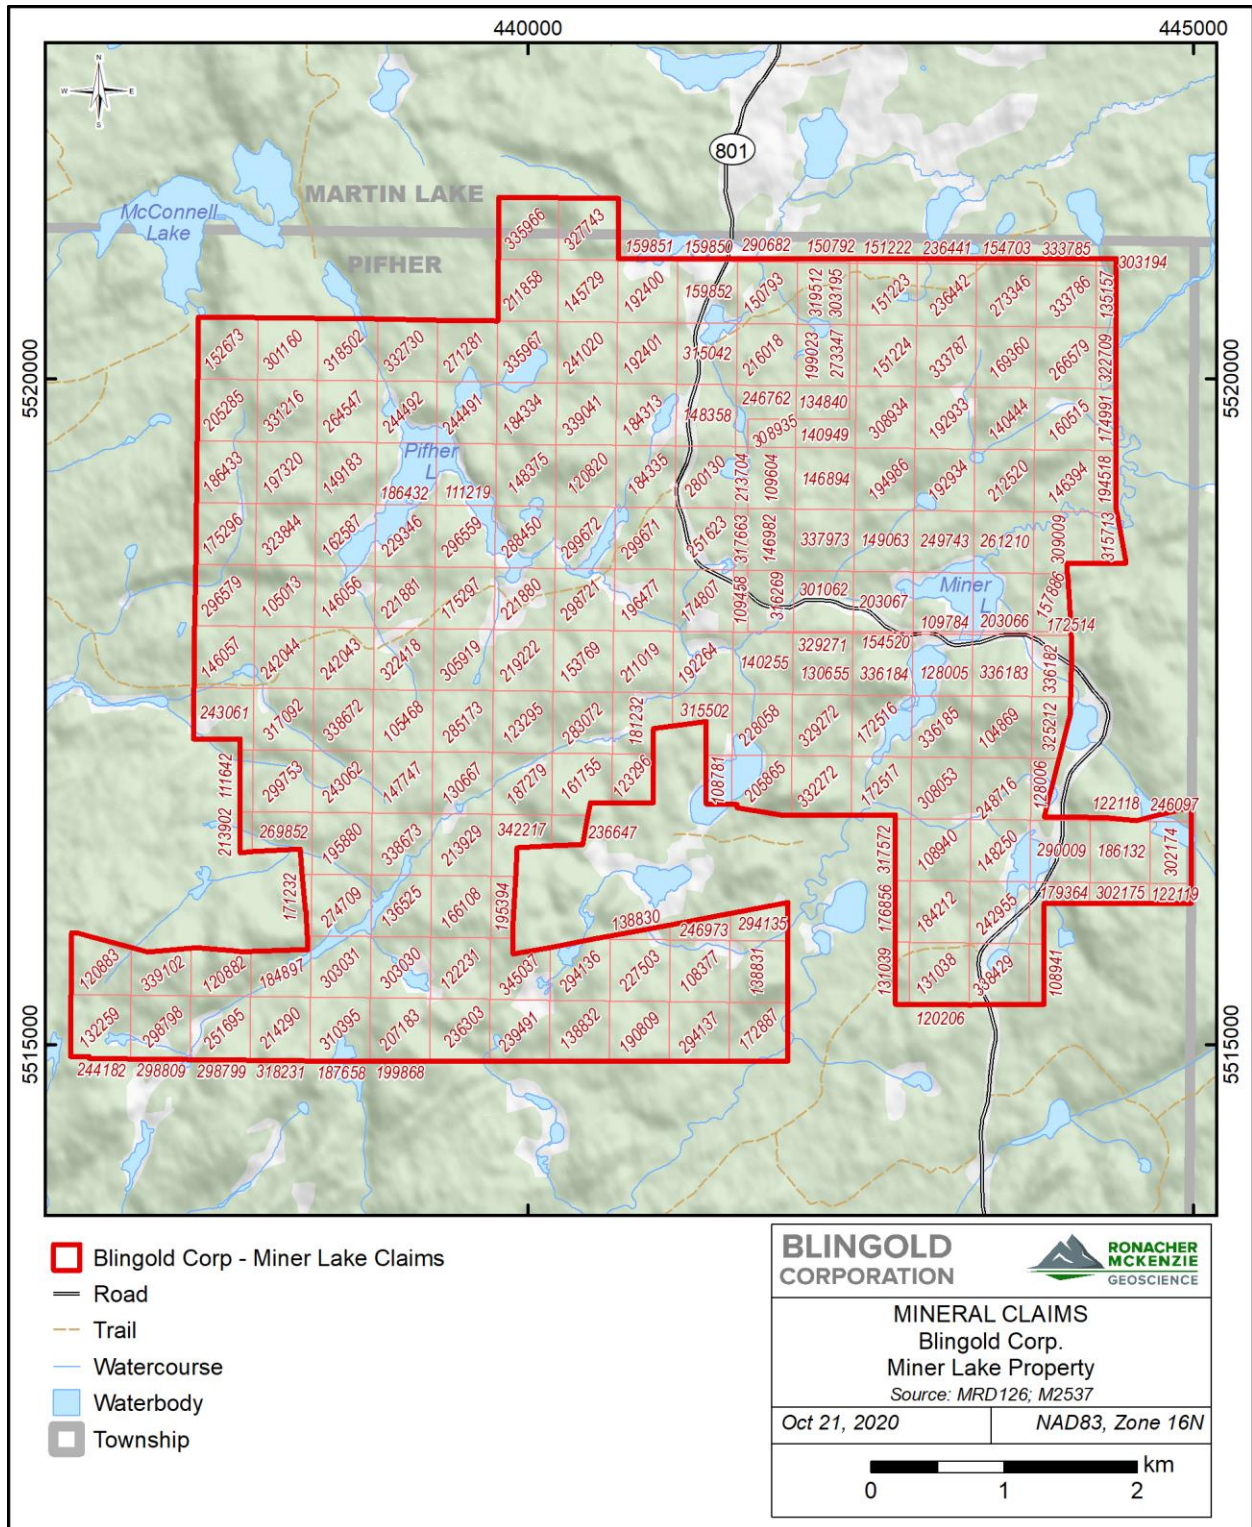 440000 445000
N
W E
S
801
MARTIN LAKE
McConnell
Lake
PIFHER
335966 327743
159851 159850 290682 150792 151222 236441 154703 333785
303194
211858 145729 192400 159852 150793 319512 303195 151223 236442 273346 333786 135157
152673 301160 318502 332730 271281 335967 241020 192401 315042 216018 199023 273347 151224 333787 169360 266579 322709
5520000 5520000
205285 331216 264547 244492 244491 184334 339041 184313 148358 246762 134840 308934 192933 140444 160515 174991
308935 140949
Pifher
L
186433 197320 149183 186432 111219 148375 120820 184335 280130 213704 109604 146894 194986 192934 212520 146394 194518
175296 323844 162587 229346 296559 288450 299672 299671 251623 317663 146982 337973 149063 249743 261210 309009 315713
Miner
L
296579 105013 146056 221881 175297 221880 298721 196477 174807 109458 316269 301062 203067 109784 203066 157886 172514
146057 242044 242043 322418 305919 219222 153769 211019 192264 140255 329271 154520
130655 336184 128005 336183 336182
243061 317092 338672 105468 285173 123295 283072 181232 315502 228058 329272 172516 336185 104869 325212
111642 299753 243062 147747 130667 187279 161755 123296 108781 205865 332272 172517 308053 248716 128006
122118 246097
213902 269852 195880 338673 213929 342217 236647 317572 108940 148250 290009 186132 302174
171232 274709 136525 166108 195394 138830 176856 184212 242955 179364 302175 122119
246973 294135
120883 339102 120882 184897 303031 303030 122231 345037 294136 227503 108377 138831 131039 131038 338429 108941
132259 298798 251695 214290 310395 207183 236303 239491 138832 190809 294137 172887 120206
5515000 5515000
244182 298809 298799 318231 187658 199868
Blingold Corp - Miner Lake Claims
Road
Trail
Watercourse
Waterbody
Township
BLINGOLD
CORPORATION
RONACHER
MCKENZIE
GEOSCIENCE
MINERAL CLAIMS
Blingold Corp.
Miner Lake Property
Source: MRD126; M2537
Oct 21, 2020 NAD83, Zone 16N
km
0 1 2